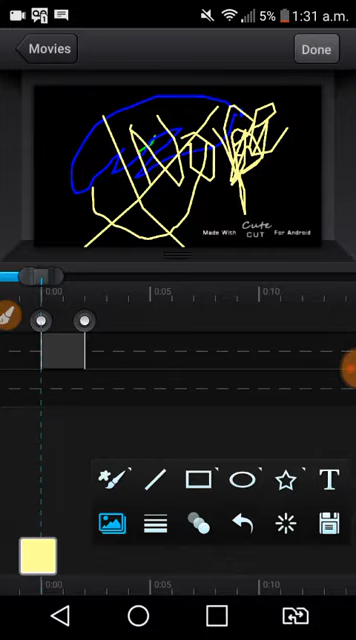 5% 1:31 a.m.
Movies
Done
Made With Cute CUT For Android
0:00 0:05 0:10
T
0:00 0:05 0:10